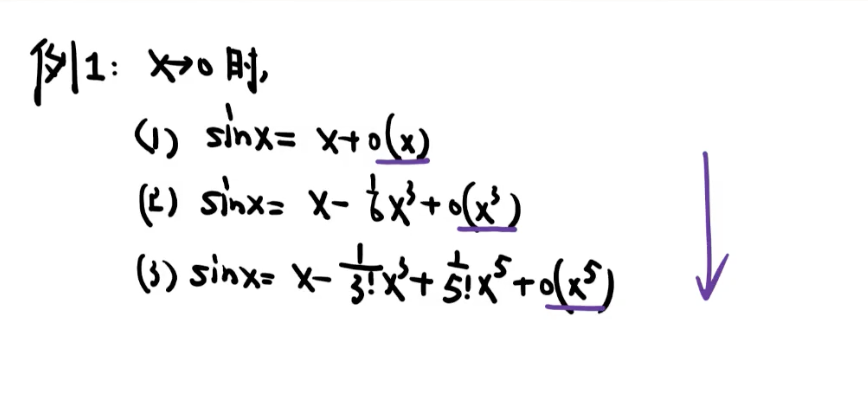 例1: x→0 时,
(1) sinx= x+o(x)
(2) sinx= x- 1/6 x³+o(x³)
(3) sinx= x- 1/3! x³+ 1/5! x⁵+o(x⁵)